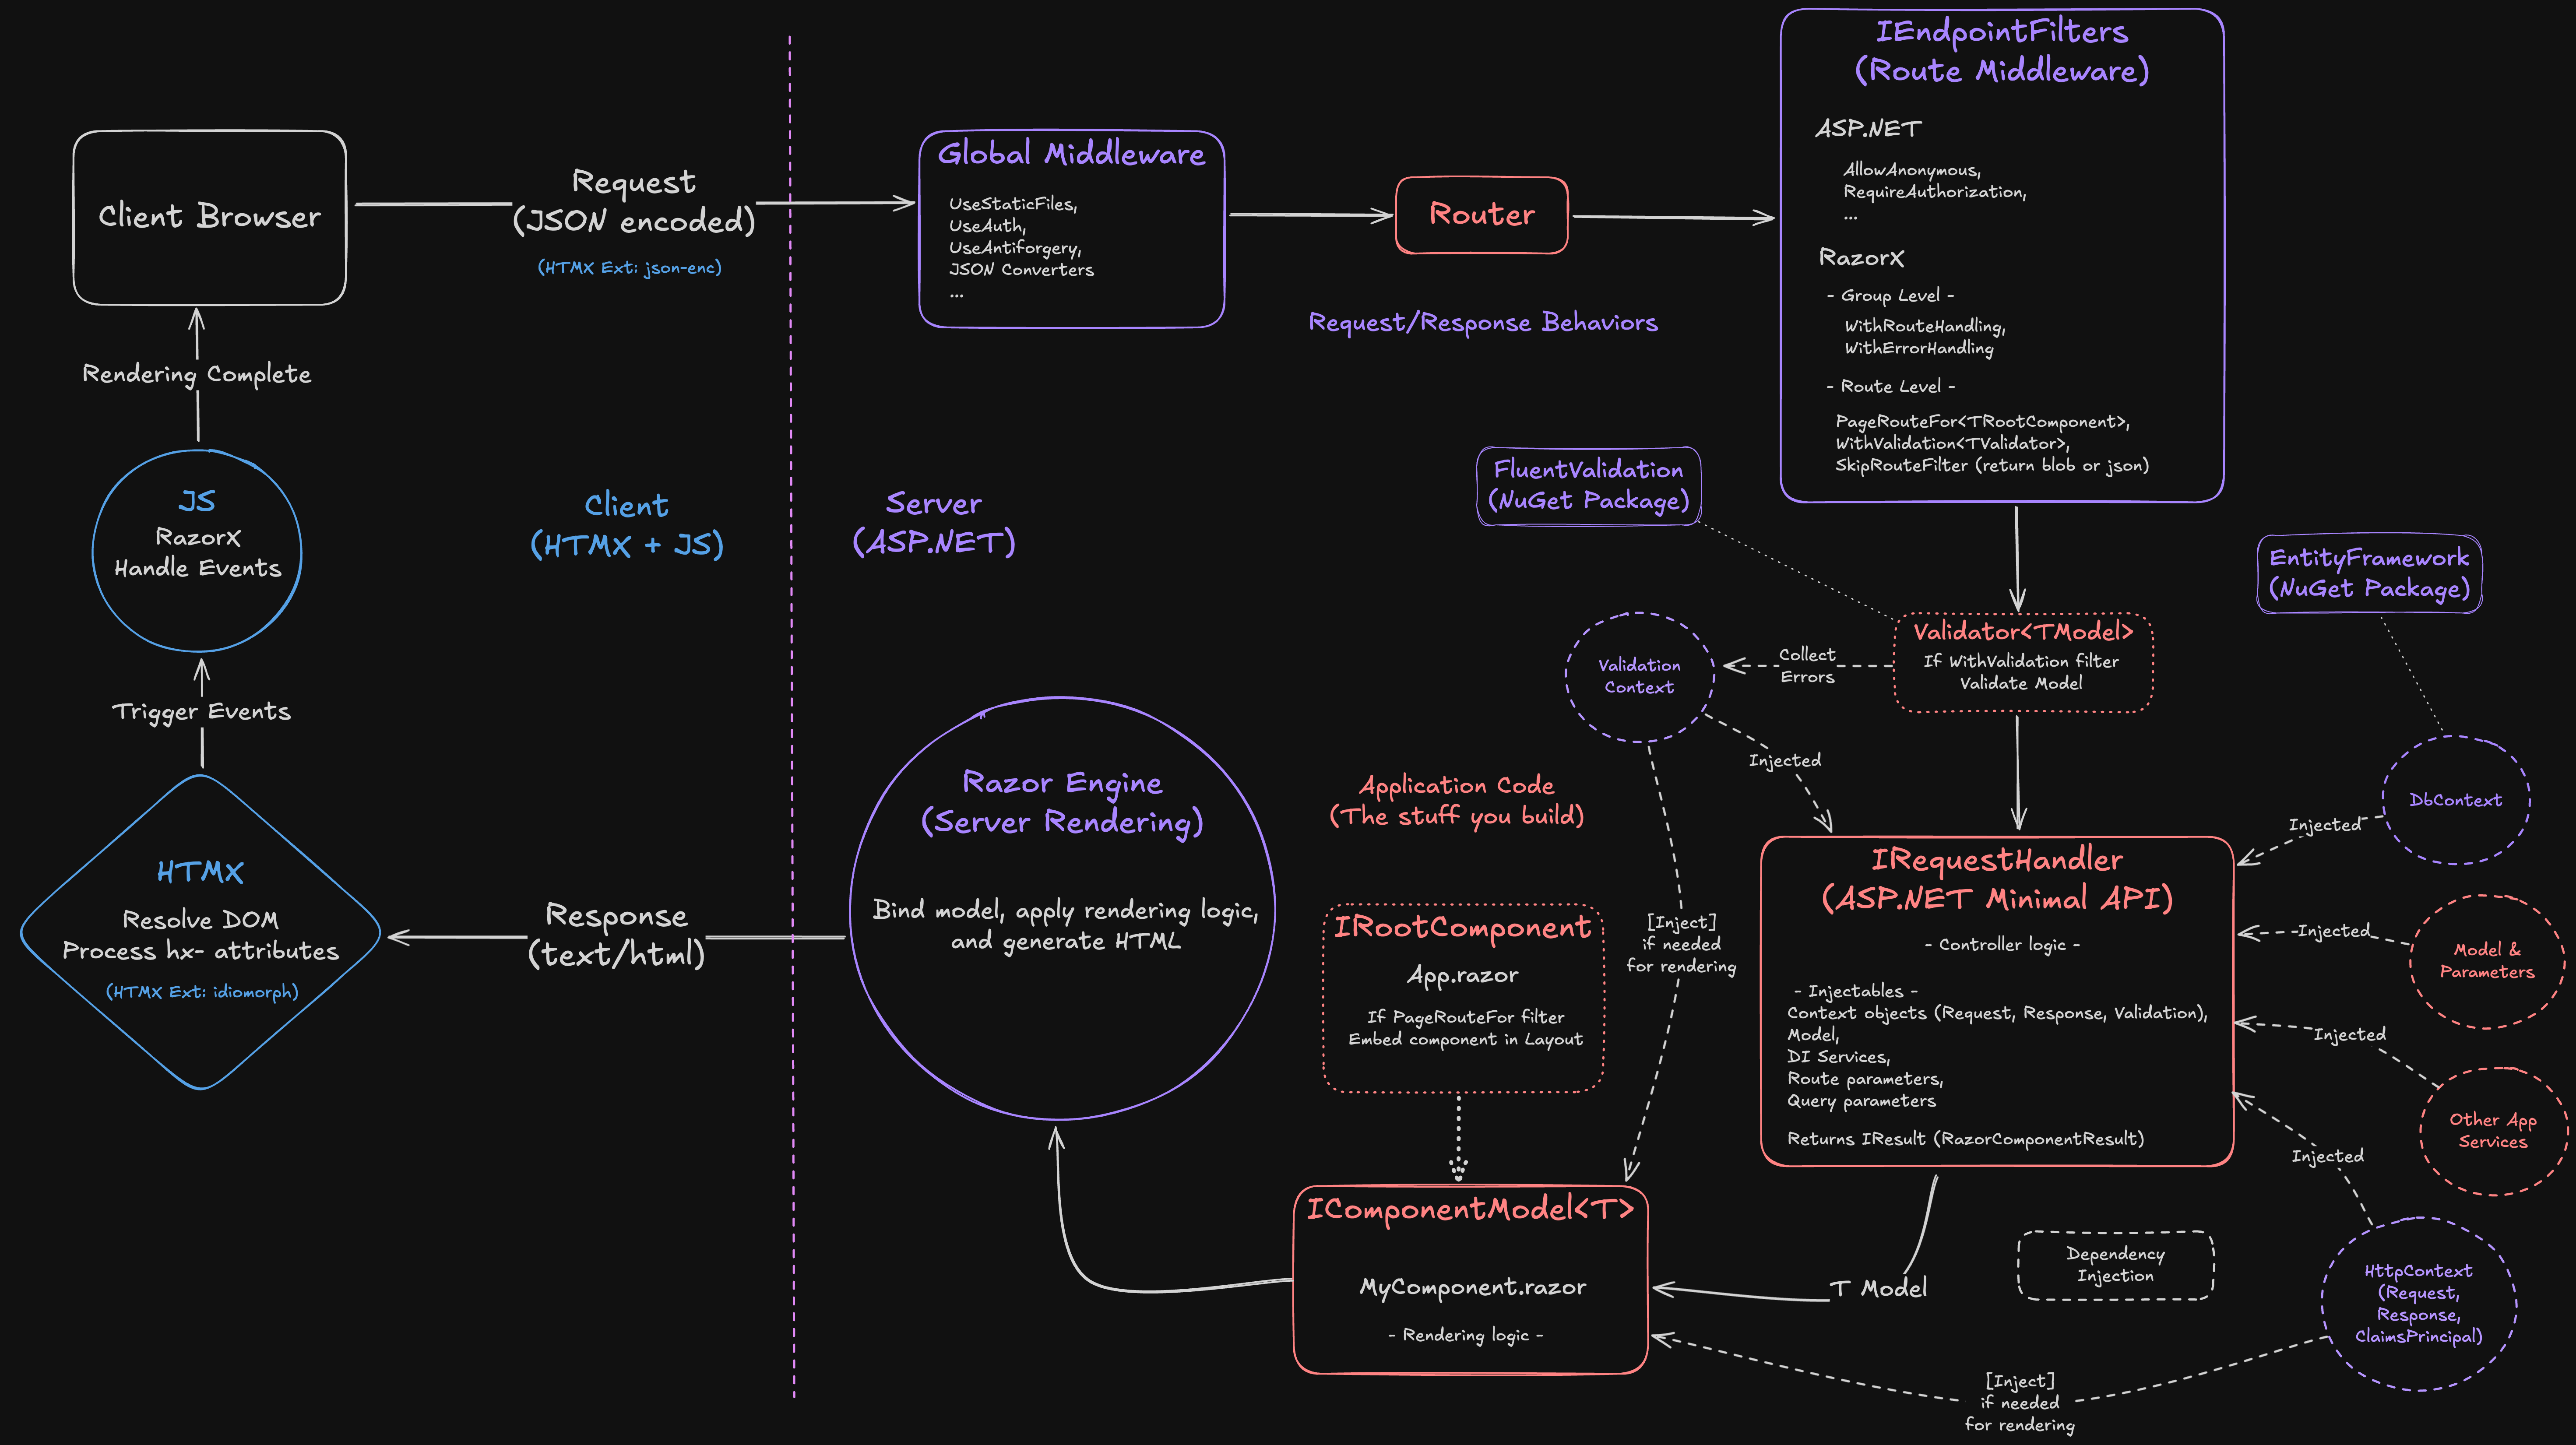 IEndpointFilters
(Route Middleware)
ASP.NET
AllowAnonymous,
RequireAuthorization,
...
RazorX
- Group Level -
WithRouteHandling,
WithErrorHandling
- Route Level -
PageRouteFor<TRootComponent>,
WithValidation<TValidator>,
SkipRouteFilter (return blob or json)
Client Browser
Request
(JSON encoded)
(HTMX Ext: json-enc)
Global Middleware
UseStaticFiles,
UseAuth,
UseAntiforgery,
JSON Converters
...
Router
Request/Response Behaviors
Rendering Complete
JS
RazorX
Handle Events
Client
(HTMX + JS)
Server
(ASP.NET)
FluentValidation
(NuGet Package)
EntityFramework
(NuGet Package)
Validator<TModel>
If WithValidation filter
Validate Model
Collect
Errors
Validation
Context
Injected
Trigger Events
HTMX
Resolve DOM
Process hx- attributes
(HTMX Ext: idiomorph)
Response
(text/html)
Razor Engine
(Server Rendering)
Bind model, apply rendering logic,
and generate HTML
Application Code
(The stuff you build)
IRootComponent
App.razor
If PageRouteFor filter
Embed component in Layout
[Inject]
if needed
for rendering
IRequestHandler
(ASP.NET Minimal API)
- Controller logic -
- Injectables -
Context objects (Request, Response, Validation),
Model,
DI Services,
Route parameters,
Query parameters
Returns IResult (RazorComponentResult)
DbContext
Injected
Model &
Parameters
Injected
Other App
Services
Injected
HttpContext
(Request,
Response,
ClaimsPrincipal)
Injected
Dependency
Injection
T Model
IComponentModel<T>
MyComponent.razor
- Rendering logic -
[Inject]
if needed
for rendering